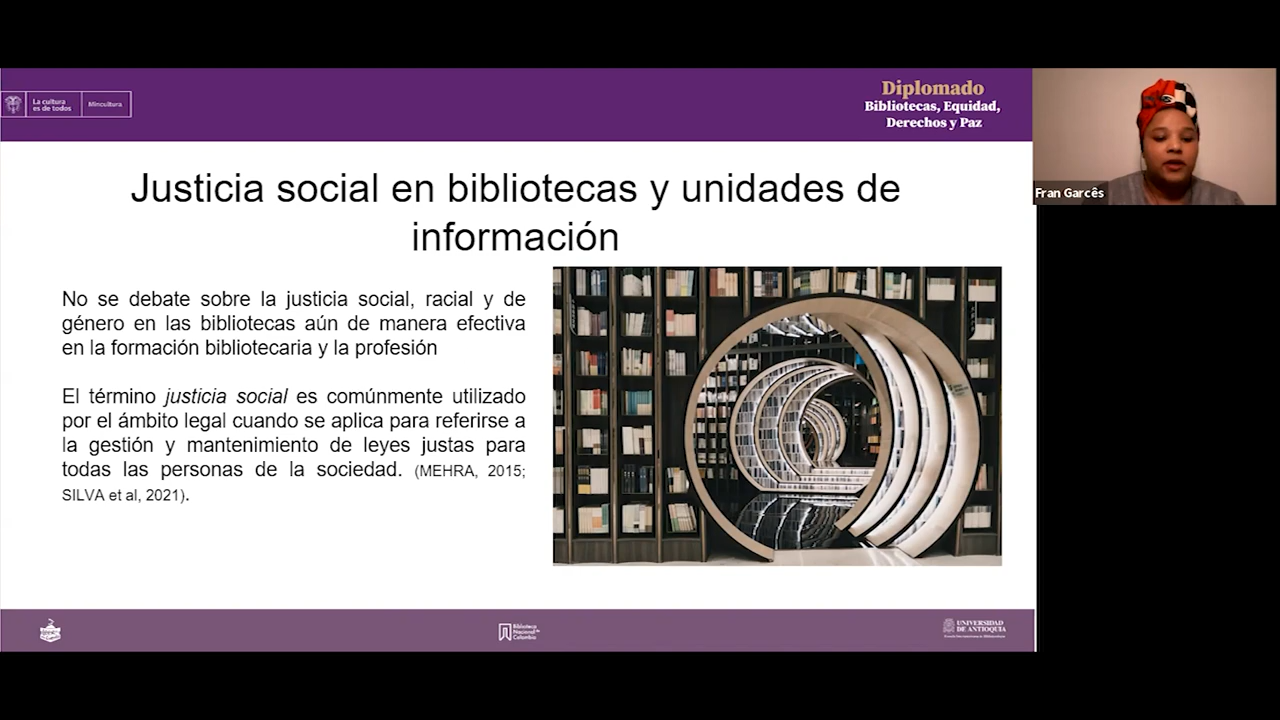 La cultura
es de todos
Mincultura
Diplomado
Bibliotecas, Equidad,
Derechos y Paz
Fran Garcês
Justicia social en bibliotecas y unidades de
información
No se debate sobre la justicia social, racial y de
género en las bibliotecas aún de manera efectiva
en la formación bibliotecaria y la profesión
El término justicia social es comúnmente utilizado
por el ámbito legal cuando se aplica para referirse a
la gestión y mantenimiento de leyes justas para
todas las personas de la sociedad. (MEHRA, 2015;
SILVA et al, 2021).
Biblioteca
Nacional de
Colombia
UNIVERSIDAD
DE ANTIOQUIA